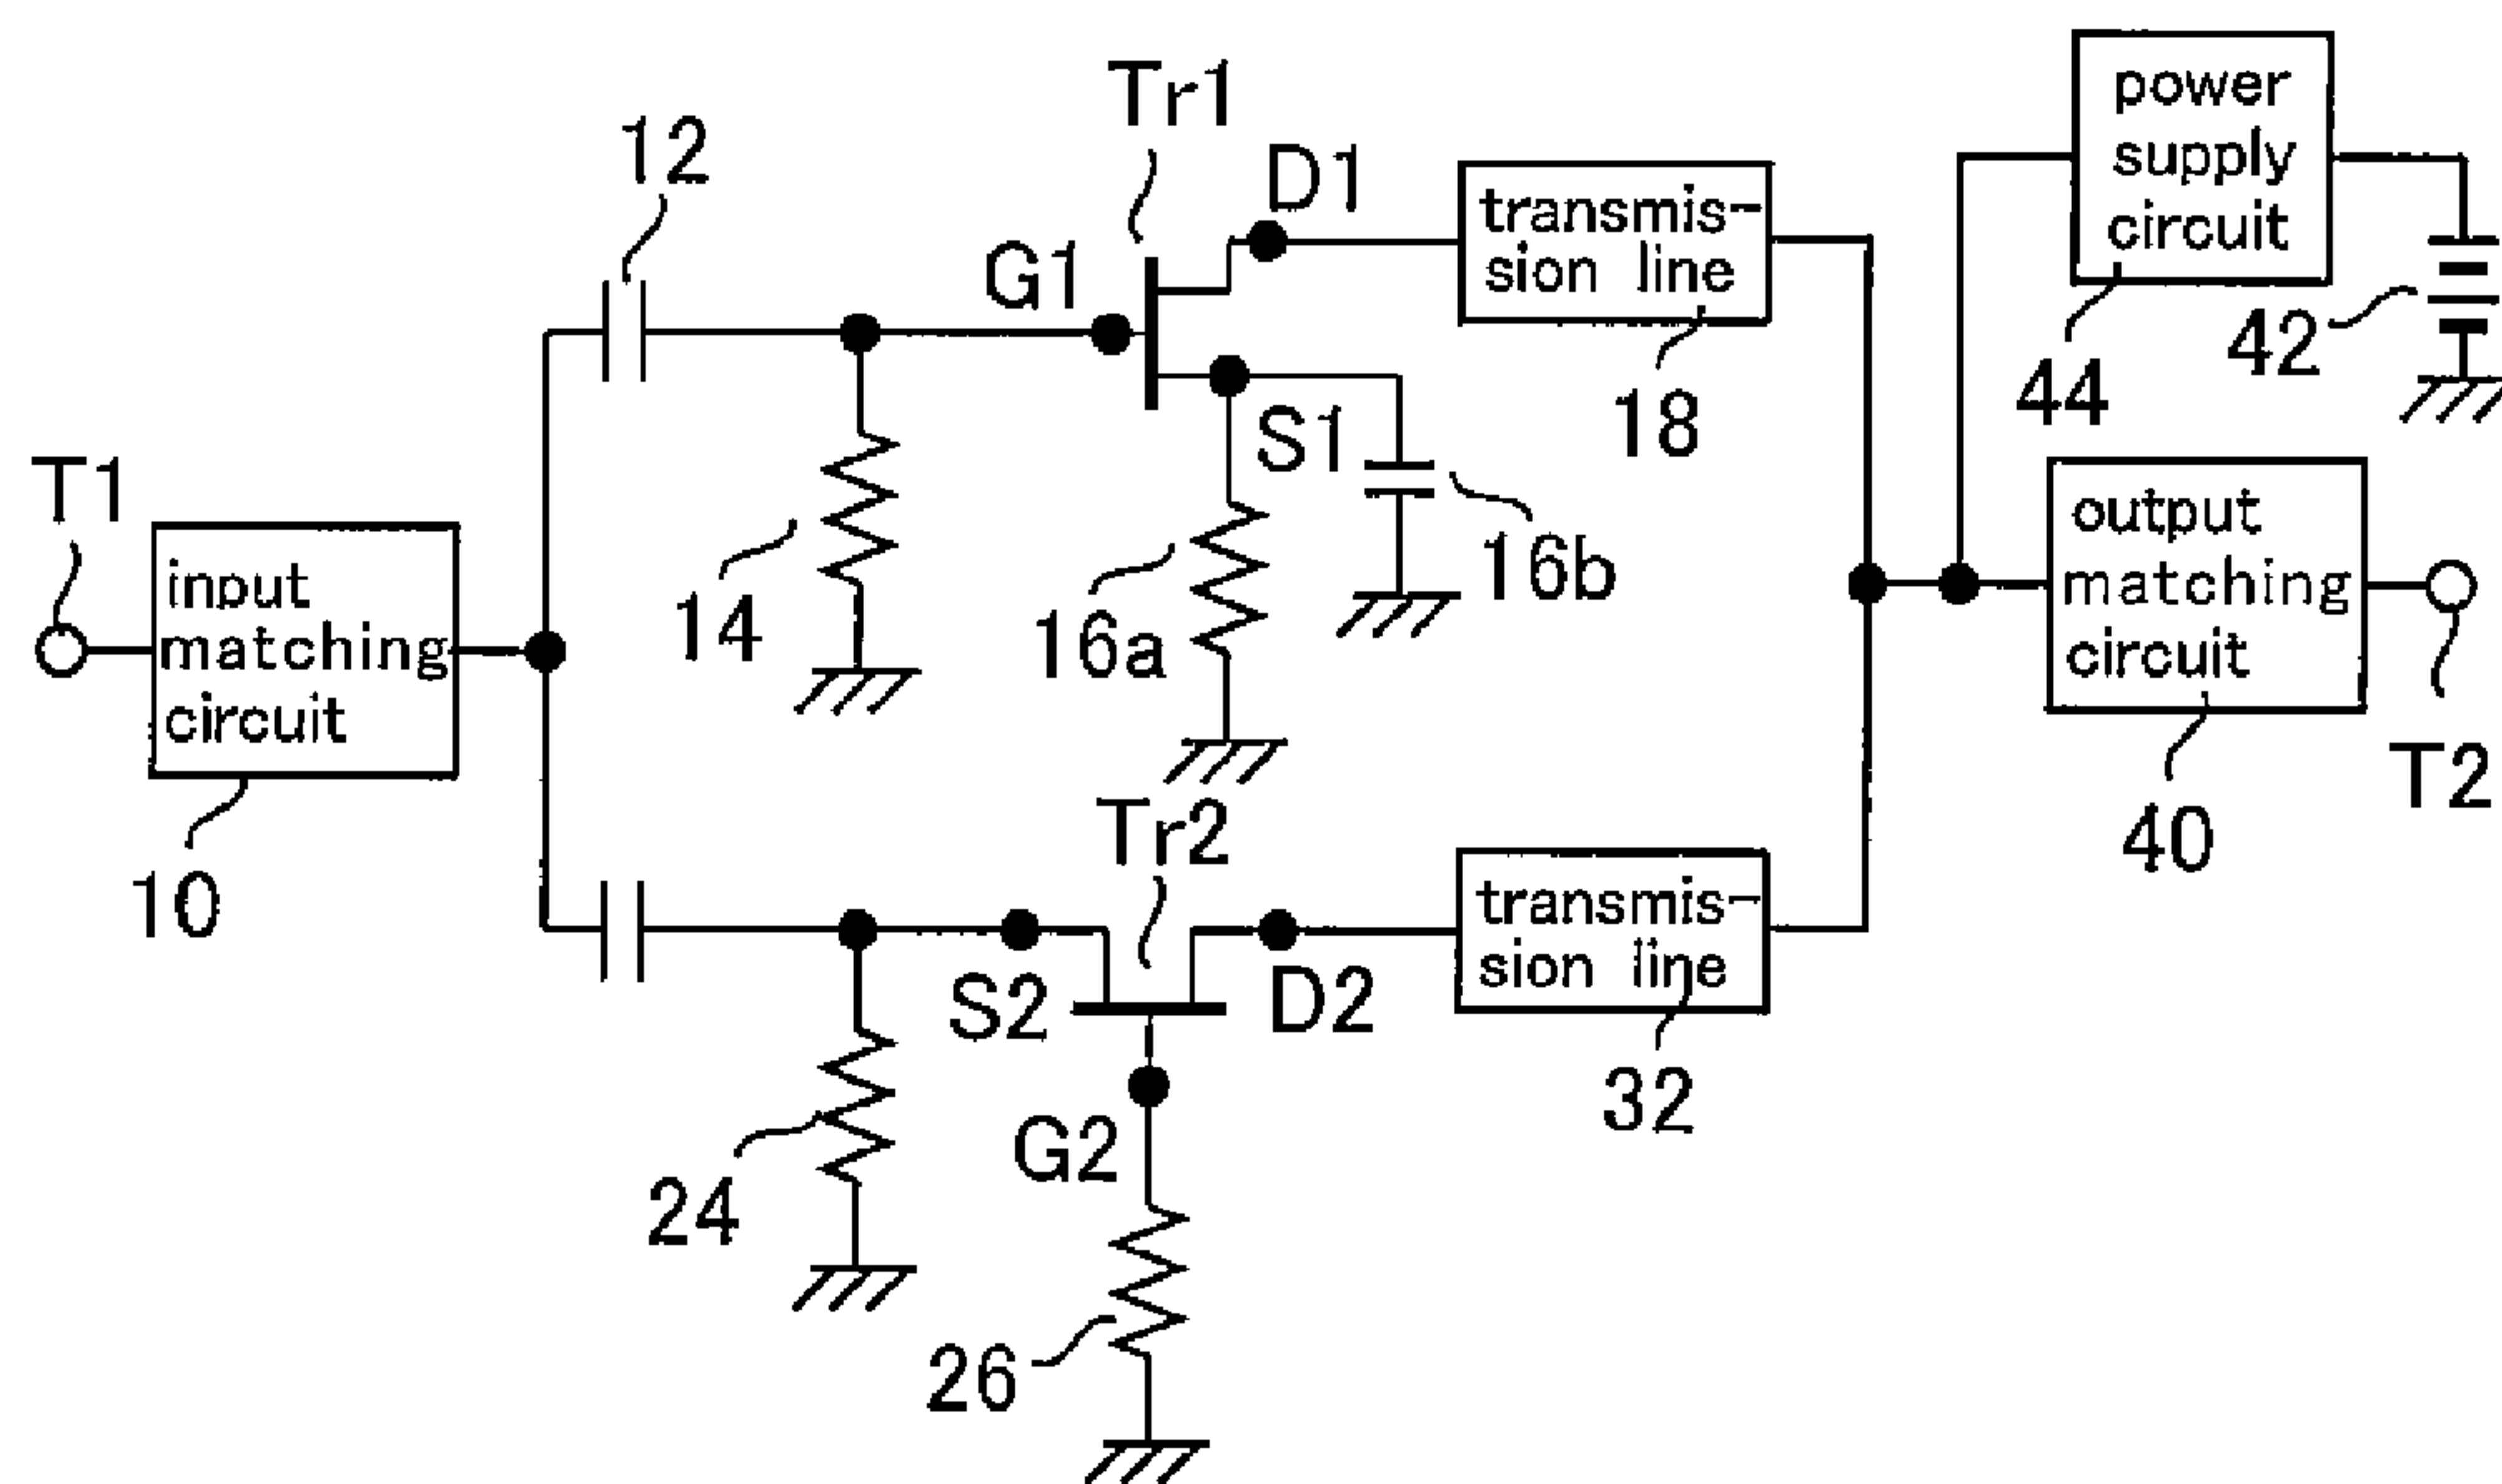 Tr1
12
D1
G1
transmis-
sion line
18
power
supply
circuit
44
42
T1
input
matching
circuit
10
14
S1
16a
16b
output
matching
circuit
40
T2
Tr2
S2
D2
transmis-
sion line
32
24
G2
26